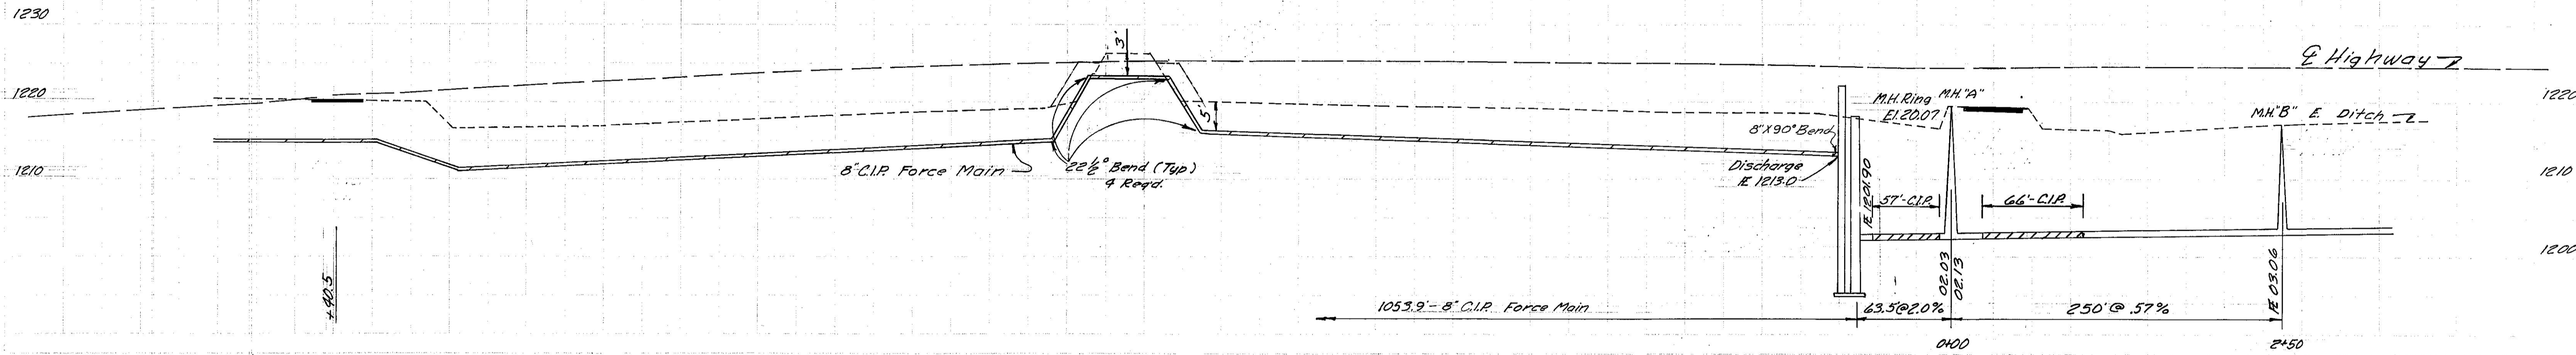 1230
1220
1210
+40.5
3'
5'
8" C.I.P. Force Main
22½° Bend (Typ)
4 Req'd.
1053.9' - 8" C.I.P. Force Main
8"X90° Bend
Discharge
IE 1213.0
IE 1201.90
M.H. Ring
El. 20.07
M.H. "A"
57'-C.I.P.
66'-C.I.P.
63.5@2.0%
02.03
02.13
250' @ .57%
0+00
M.H. "B"
E Ditch
IE 03.06
2+50
℄ Highway
1220
1210
1200